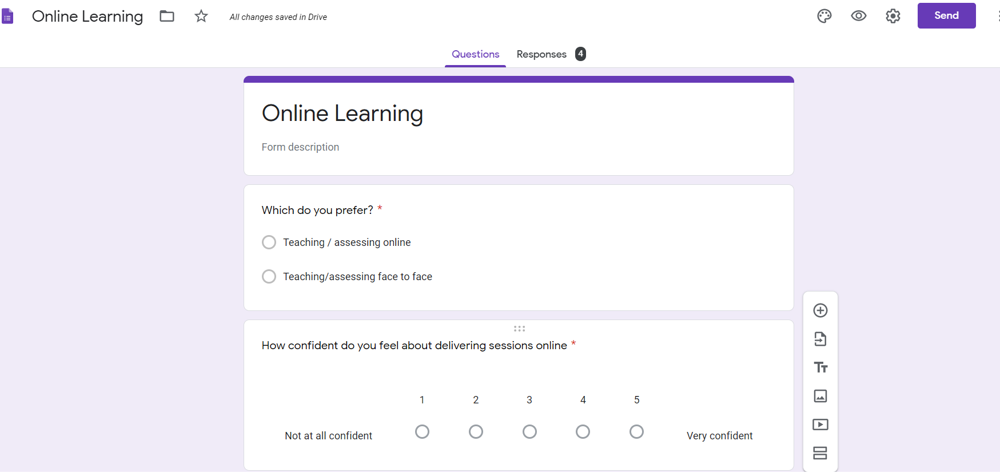 Online Learning
All changes saved in Drive
Send
Questions
Responses 4
Online Learning
Form description
Which do you prefer? *
Teaching / assessing online
Teaching/assessing face to face
How confident do you feel about delivering sessions online *
1 2 3 4 5
Not at all confident
Very confident
Tт